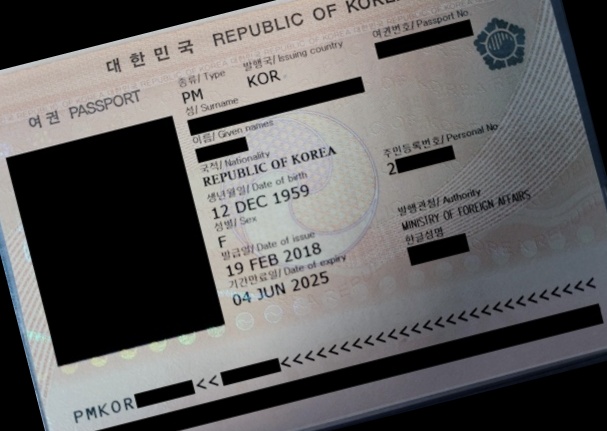 대한민국 REPUBLIC OF
여권 PASSPORT
종류/ Type 발행국/ Issuing country 여권번호/ Passport No
PM KOR
성/ Surname
이름/ Given names
국적/ Nationality 주민등록번호/ Personal No
REPUBLIC OF KOREA 2
생년월일/ Date of birth
12 DEC 1959
성별/ Sex 발행관청/ Authority
F MINISTRY OF FOREIGN AFFAIRS
발급일/ Date of issue 한글성명
19 FEB 2018
기간만료일/ Date of expiry
04 JUN 2025
PMKOR <<  <<<<<<<<<<<<<<<<<<<<<<<<<<<<<